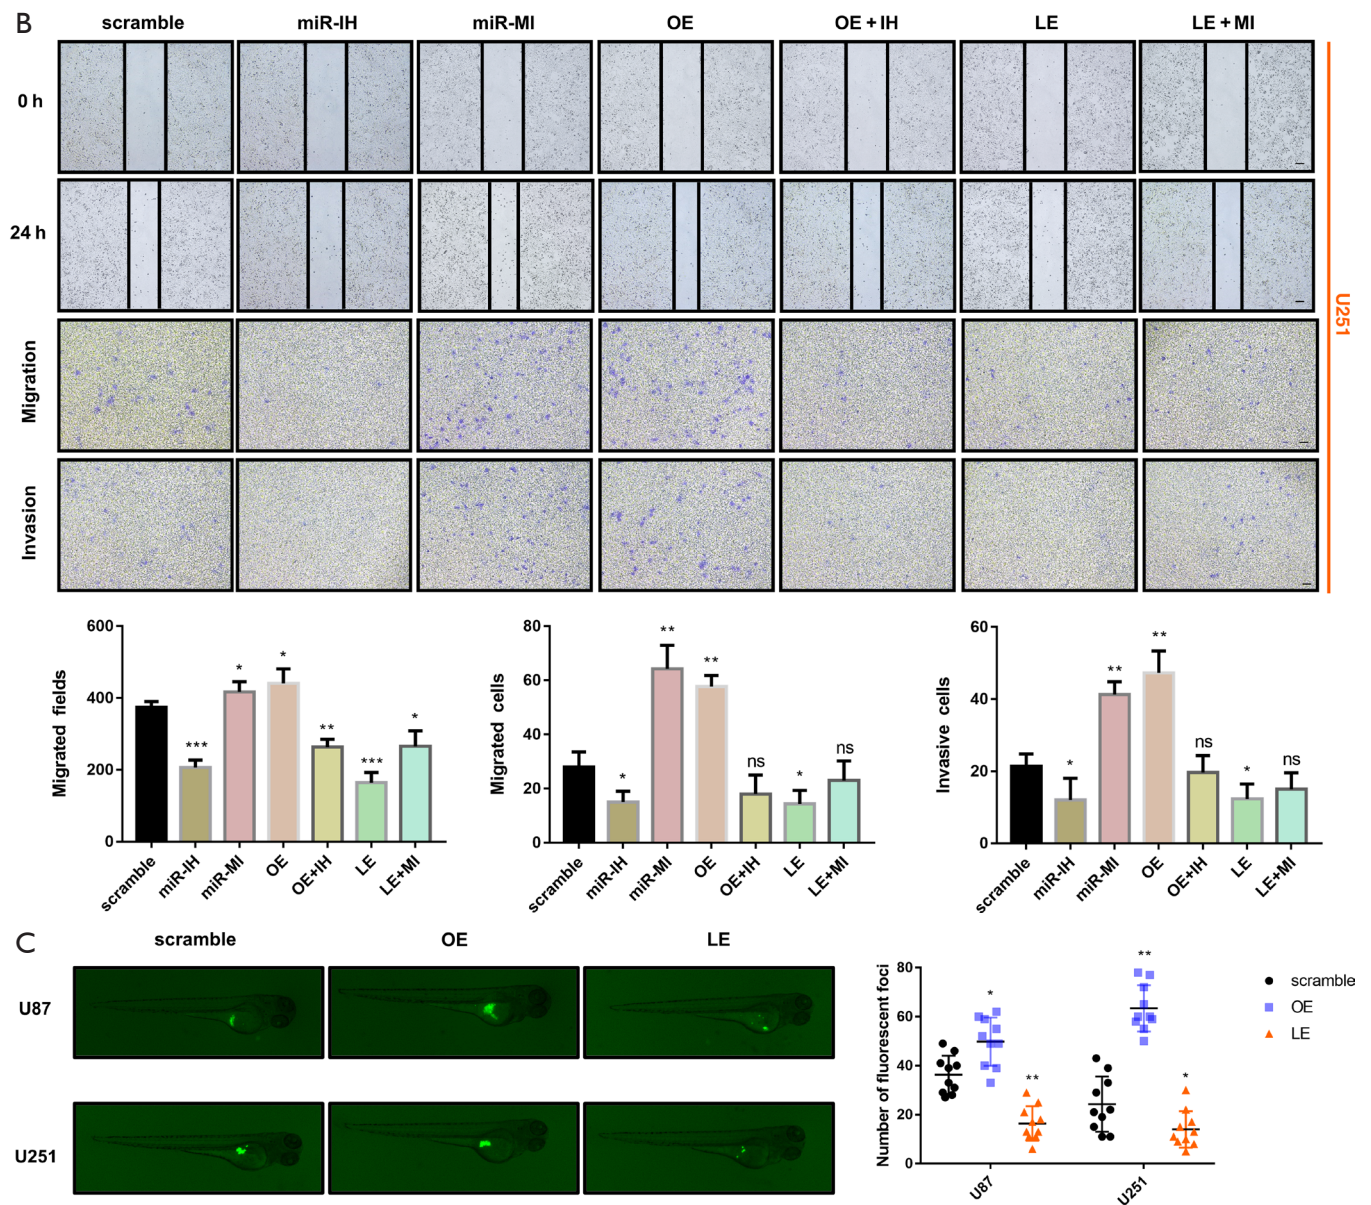 B
scramble miR-IH miR-MI OE OE + IH LE LE + MI
0 h
24 h
Migration
Invasion
U251
Migrated fields
600
400
200
0
***
*
*
**
***
*
scramble miR-IH miR-MI OE OE+IH LE LE+MI
Migrated cells
80
60
40
20
0
*
**
**
ns
*
ns
scramble miR-IH miR-MI OE OE+IH LE LE+MI
Invasive cells
60
40
20
0
*
**
**
ns
*
ns
scramble miR-IH miR-MI OE OE+IH LE LE+MI
C
scramble OE LE
U87
U251
Number of fluorescent foci
80
60
40
20
0
*
**
**
*
U87 U251
scramble
OE
LE